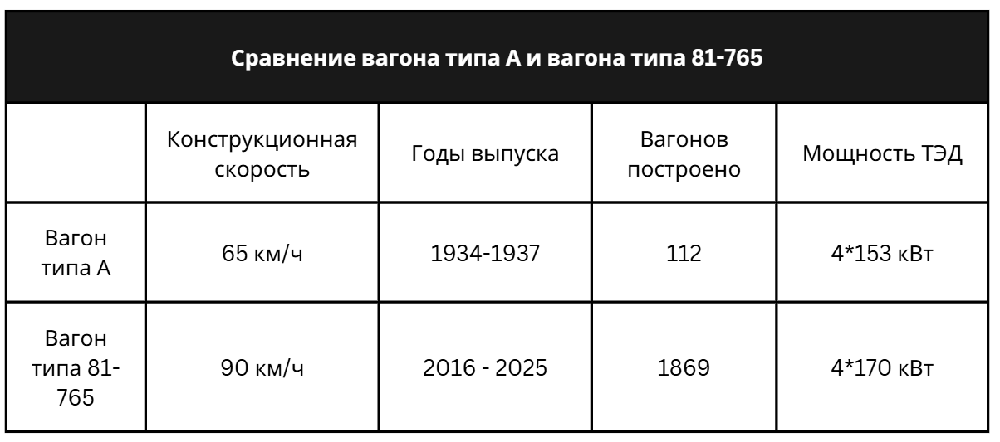 Сравнение вагона типа А и вагона типа 81-765
Конструкционная
скорость
Годы выпуска
Вагонов
построено
Мощность ТЭД
Вагон
типа А
65 км/ч
1934-1937
112
4*153 кВт
Вагон
типа 81-
765
90 км/ч
2016 - 2025
1869
4*170 кВт